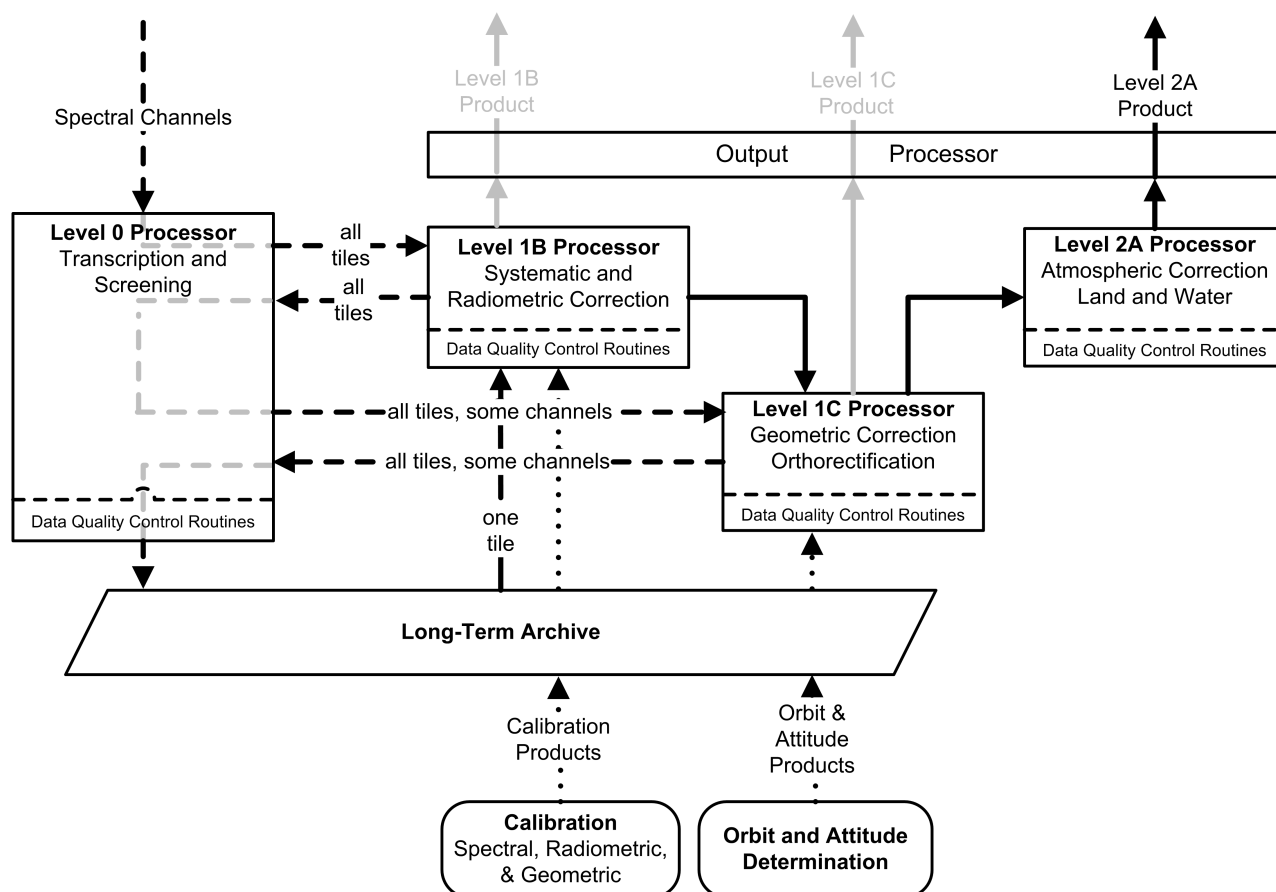 Level 1B
Product
Level 1C
Product
Level 2A
Product
Spectral Channels
Output Processor
Level 0 Processor
Transcription and
Screening
Data Quality Control Routines
all
tiles
all
tiles
Level 1B Processor
Systematic and
Radiometric Correction
Data Quality Control Routines
Level 2A Processor
Atmospheric Correction
Land and Water
Data Quality Control Routines
all tiles, some channels
all tiles, some channels
Level 1C Processor
Geometric Correction
Orthorectification
Data Quality Control Routines
one
tile
Long-Term Archive
Calibration
Products
Orbit &
Attitude
Products
Calibration
Spectral, Radiometric,
& Geometric
Orbit and Attitude
Determination